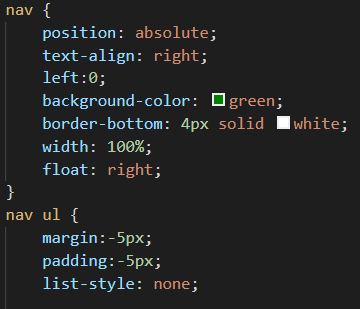 nav {
    position: absolute;
    text-align: right;
    left:0;
    background-color: green;
    border-bottom: 4px solid white;
    width: 100%;
    float: right;
}
nav ul {
    margin:-5px;
    padding:-5px;
    list-style: none;